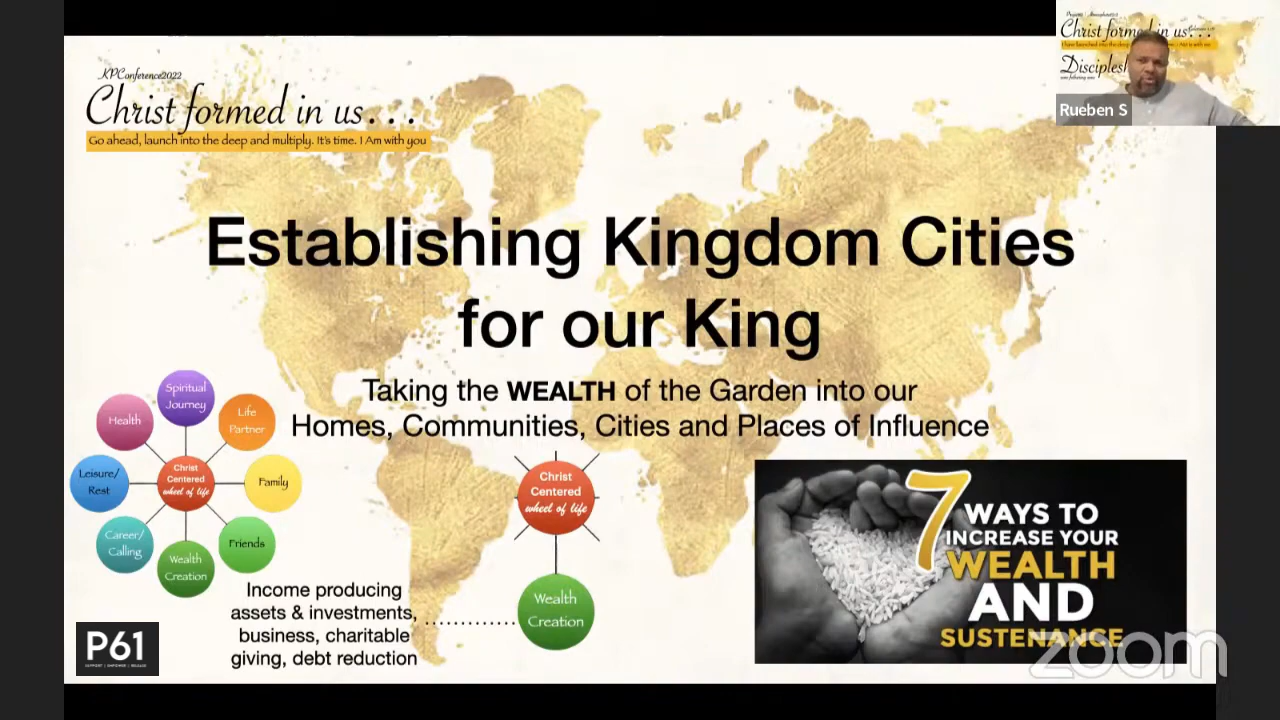 KPConference2022
Christ formed in us...
Go ahead, launch into the deep and multiply. It's time. I Am with you
Christ formed in us...
Disciples
Rueben S
Establishing Kingdom Cities
for our King
Taking the WEALTH of the Garden into our
Homes, Communities, Cities and Places of Influence
Spiritual
Journey
Health
Life
Partner
Leisure/
Rest
Christ
Centered
wheel of life
Family
Career/
Calling
Friends
Wealth
Creation
Christ
Centered
wheel of life
Wealth
Creation
Income producing
assets & investments,
business, charitable
giving, debt reduction
7 WAYS TO
INCREASE YOUR
WEALTH
AND
SUSTENANCE
P61
SUPPORT | EMPOWER |
zoom